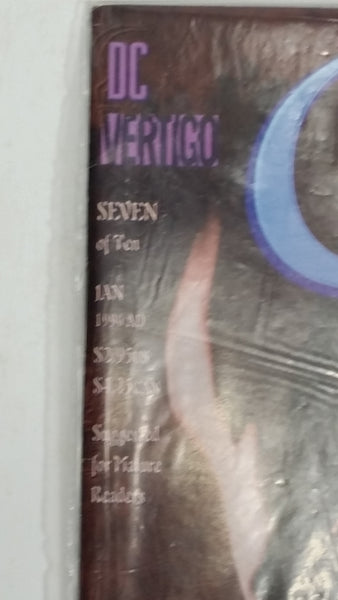 DC
VERTIGO
SEVEN
of Ten
JAN
Suggested
for Mature
Readers